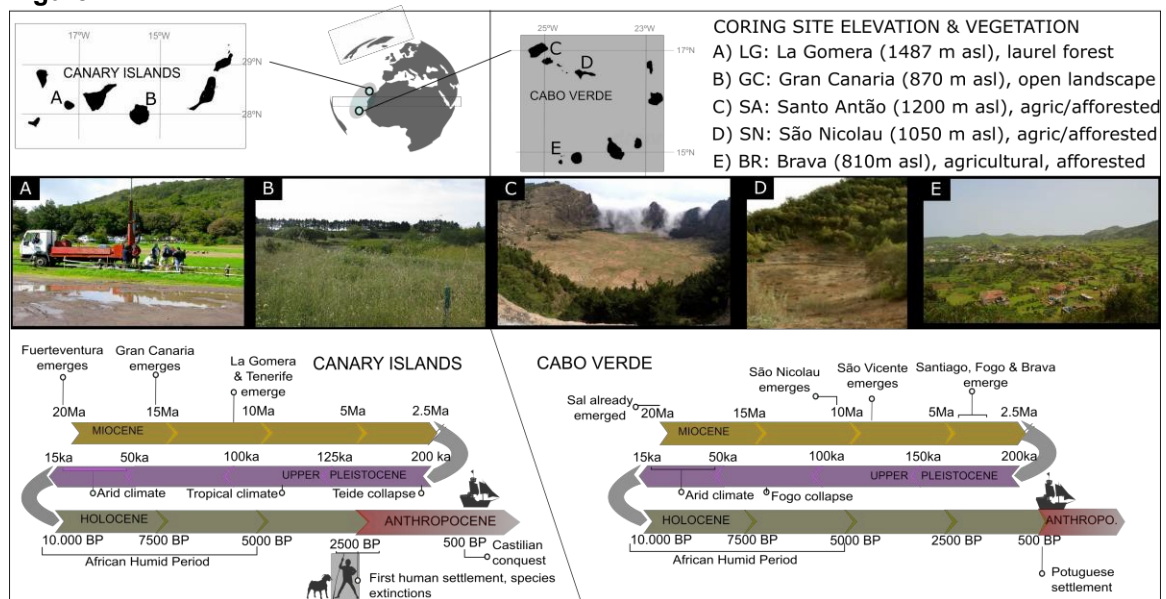 17°W
15°W
CANARY ISLANDS
29°N
A
B
28°N
25°N
23°W
C
17°N
D
CABO VERDE
E
15°N
CORING SITE ELEVATION & VEGETATION
A) LG: La Gomera (1487 m asl), laurel forest
B) GC: Gran Canaria (870 m asl), open landscape
C) SA: Santo Antão (1200 m asl), agric/afforested
D) SN: São Nicolau (1050 m asl), agric/afforested
E) BR: Brava (810m asl), agricultural, afforested
A
B
C
D
E
CANARY ISLANDS
Fuerteventura
emerges
Gran Canaria
emerges
La Gomera
& Tenerife
emerge
20Ma
15Ma
10Ma
5Ma
2.5Ma
MIOCENE
15ka
50ka
100ka
125ka
200 ka
UPPER PLEISTOCENE
Arid climate
Tropical climate
Teide collapse
HOLOCENE
ANTHROPOCENE
10.000 BP
7500 BP
5000 BP
2500 BP
500 BP
African Humid Period
Castilian
conquest
First human settlement, species
extinctions
CABO VERDE
Sal already
emerged
São Nicolau
emerges
São Vicente
emerges
Santiago, Fogo & Brava
emerge
20Ma
15Ma
10Ma
5Ma
2.5Ma
MIOCENE
15ka
50ka
100ka
150ka
200ka
UPPER PLEISTOCENE
Arid climate
Fogo collapse
HOLOCENE
ANTHROPO.
10.000 BP
7500 BP
5000 BP
2500 BP
500 BP
African Humid Period
Potuguese
settlement